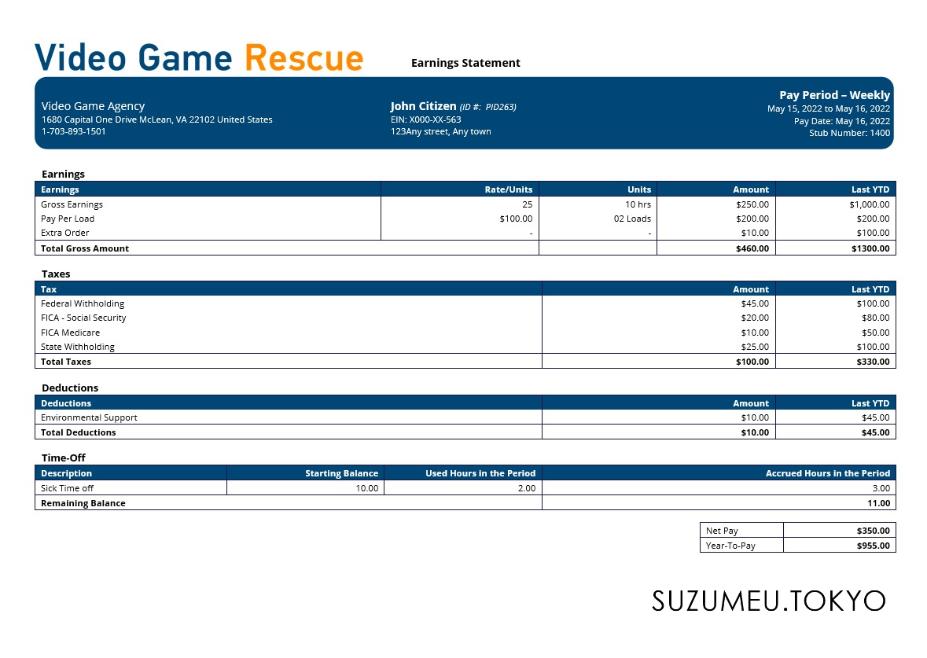 Video Game Rescue
Earnings Statement
Video Game Agency
1680 Capital One Drive McLean, VA 22102 United States
1-703-893-1501
John Citizen (ID #: PID263)
EIN: X000-XX-563
123Any street, Any town
Pay Period – Weekly
May 15, 2022 to May 16, 2022
Pay Date: May 16, 2022
Stub Number: 1400
Earnings
Earnings Rate/Units Units Amount Last YTD
Gross Earnings 25 10 hrs $250.00 $1,000.00
Pay Per Load $100.00 02 Loads $200.00 $200.00
Extra Order - - $10.00 $100.00
Total Gross Amount $460.00 $1300.00
Taxes
Tax Amount Last YTD
Federal Withholding $45.00 $100.00
FICA - Social Security $20.00 $80.00
FICA Medicare $10.00 $50.00
State Withholding $25.00 $100.00
Total Taxes $100.00 $330.00
Deductions
Deductions Amount Last YTD
Environmental Support $10.00 $45.00
Total Deductions $10.00 $45.00
Time-Off
Description Starting Balance Used Hours in the Period Accrued Hours in the Period
Sick Time off 10.00 2.00 3.00
Remaining Balance 11.00
Net Pay $350.00
Year-To-Pay $955.00
SUZUMEU.TOKYO